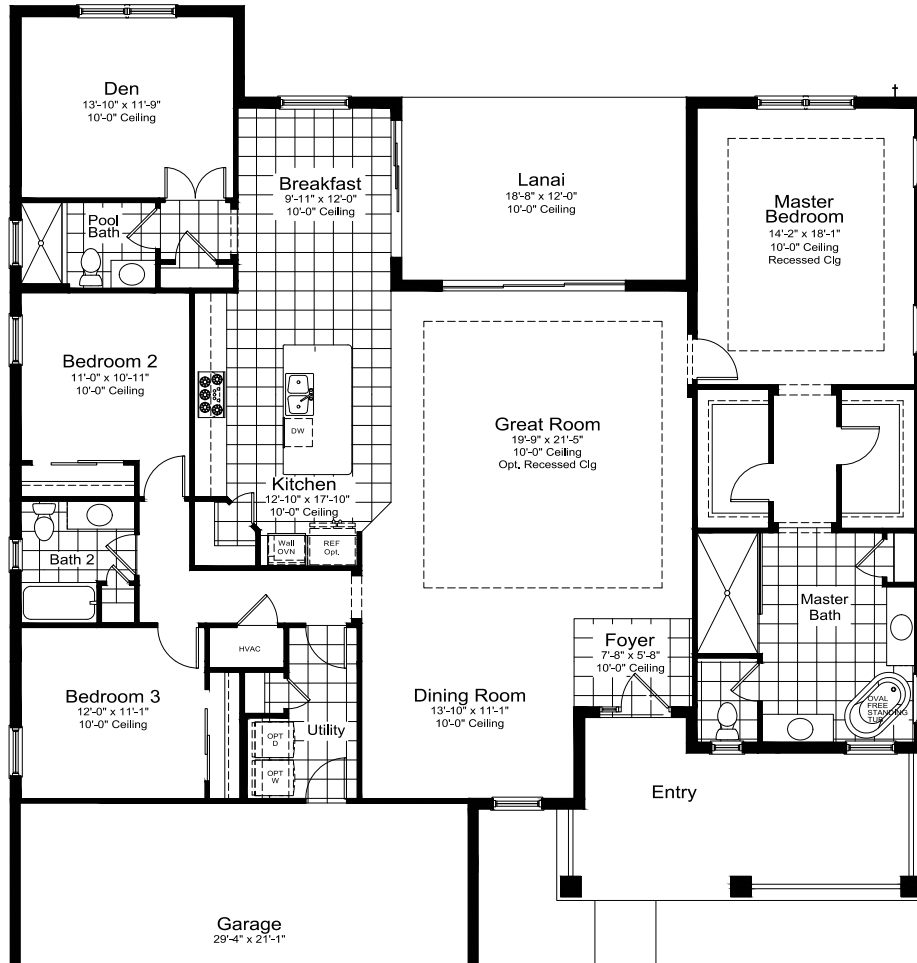 Den
13'-10" x 11'-9"
10'-0" Ceiling
Breakfast
9'-11" x 12'-0"
10'-0" Ceiling
Lanai
18'-8" x 12'-0"
10'-0" Ceiling
Master
Bedroom
14'-2" x 18'-1"
10'-0" Ceiling
Recessed Clg
Pool
Bath
Bedroom 2
11'-0" x 10'-11"
10'-0" Ceiling
DW
Great Room
19'-9" x 21'-5"
10'-0" Ceiling
Opt. Recessed Clg
Kitchen
12'-10" x 17'-10"
10'-0" Ceiling
Wall
OVN
REF
Opt.
Bath 2
Master
Bath
HVAC
Foyer
7'-8" x 5'-8"
10'-0" Ceiling
Bedroom 3
12'-0" x 11'-1"
10'-0" Ceiling
Dining Room
13'-10" x 11'-1"
10'-0" Ceiling
OVAL
FREE
STANDING
TUB
Utility
OPT
D
OPT
W
Entry
Garage
29'-4" x 21'-1"